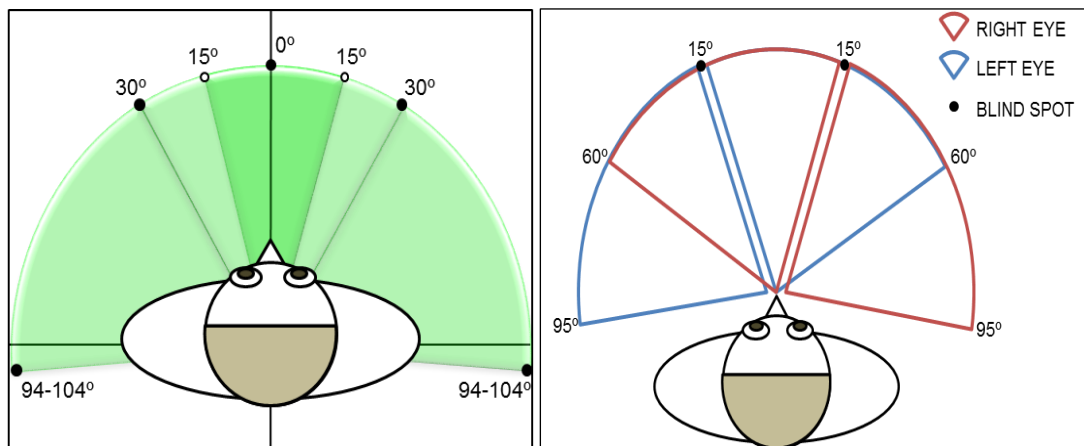 0º
15º
15º
30º
30º
94-104º
94-104º
RIGHT EYE
LEFT EYE
BLIND SPOT
15º
15º
60º
60º
95º
95º